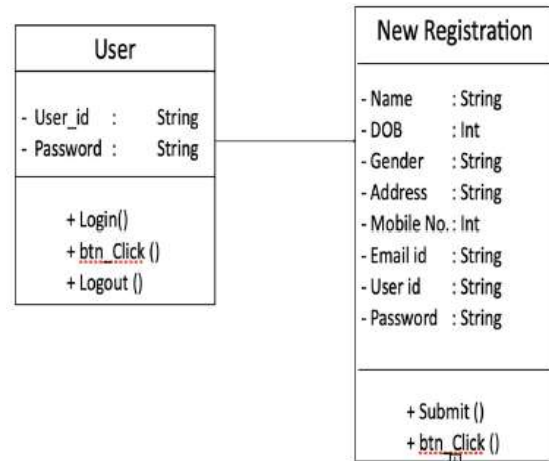 User
- User_id : String
- Password : String
+ Login()
+ btn_Click ()
+ Logout ()
New Registration
- Name : String
- DOB : Int
- Gender : String
- Address : String
- Mobile No. : Int
- Email id : String
- User id : String
- Password : String
+ Submit ()
+ btn_Click ()